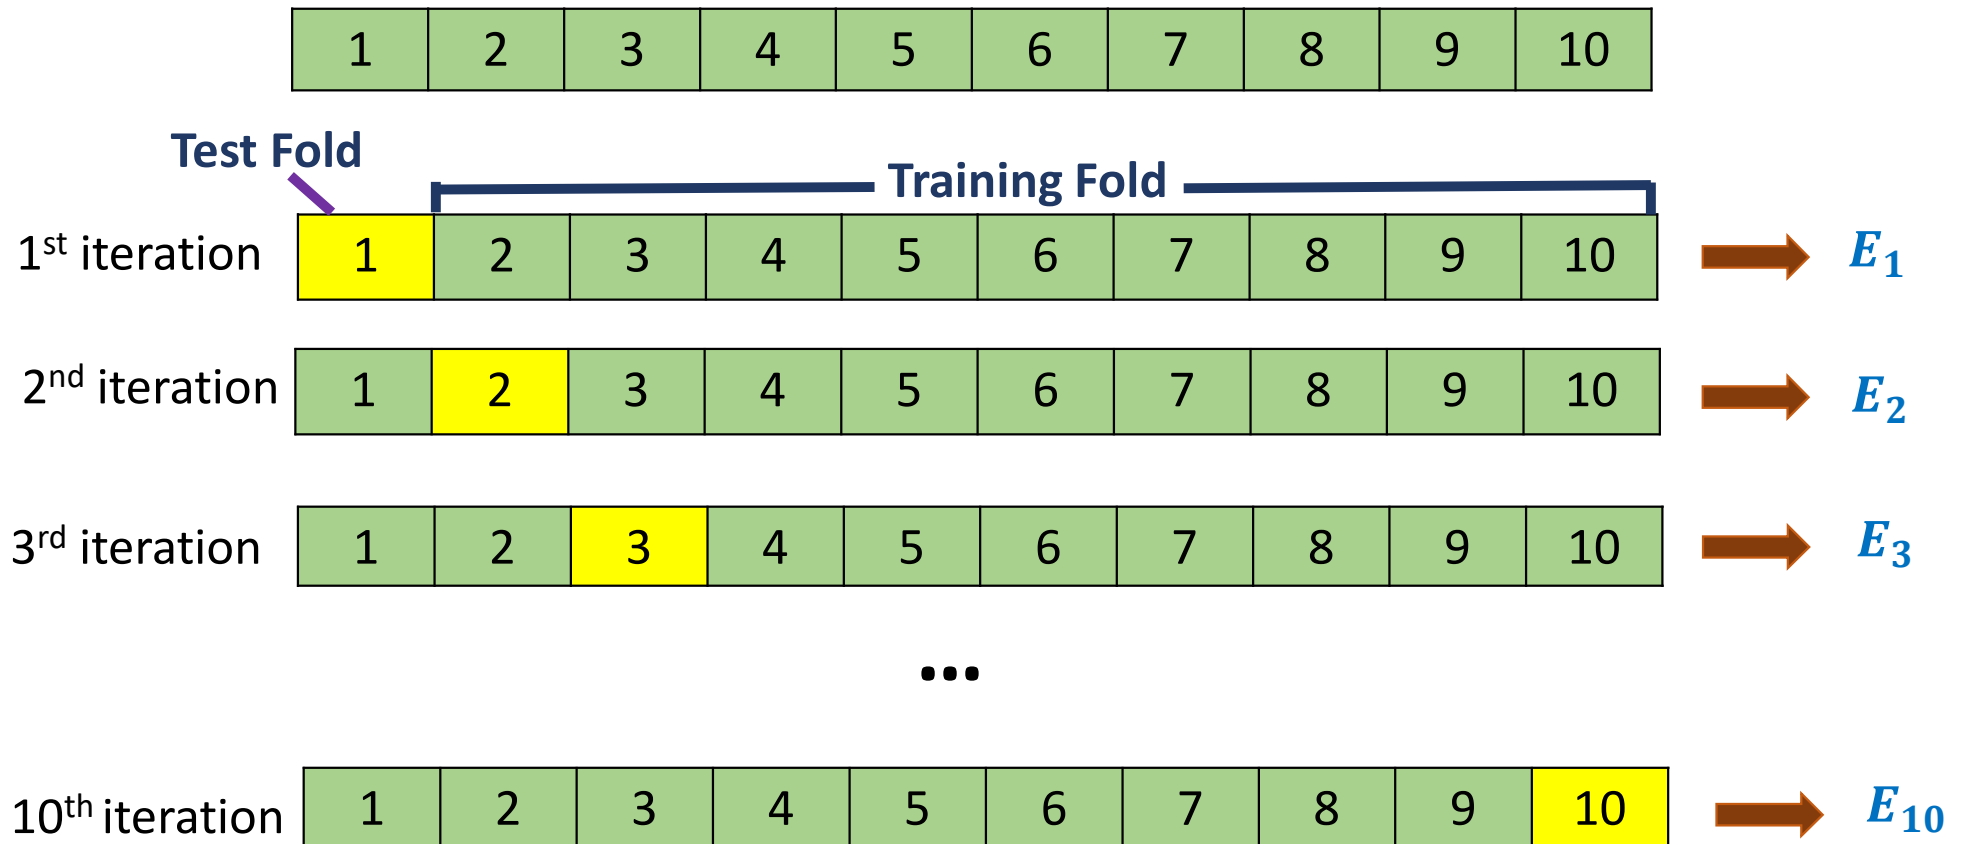 1 2 3 4 5 6 7 8 9 10
Test Fold
Training Fold
1st iteration 1 2 3 4 5 6 7 8 9 10 E1
2nd iteration 1 2 3 4 5 6 7 8 9 10 E2
3rd iteration 1 2 3 4 5 6 7 8 9 10 E3
...
10th iteration 1 2 3 4 5 6 7 8 9 10 E10